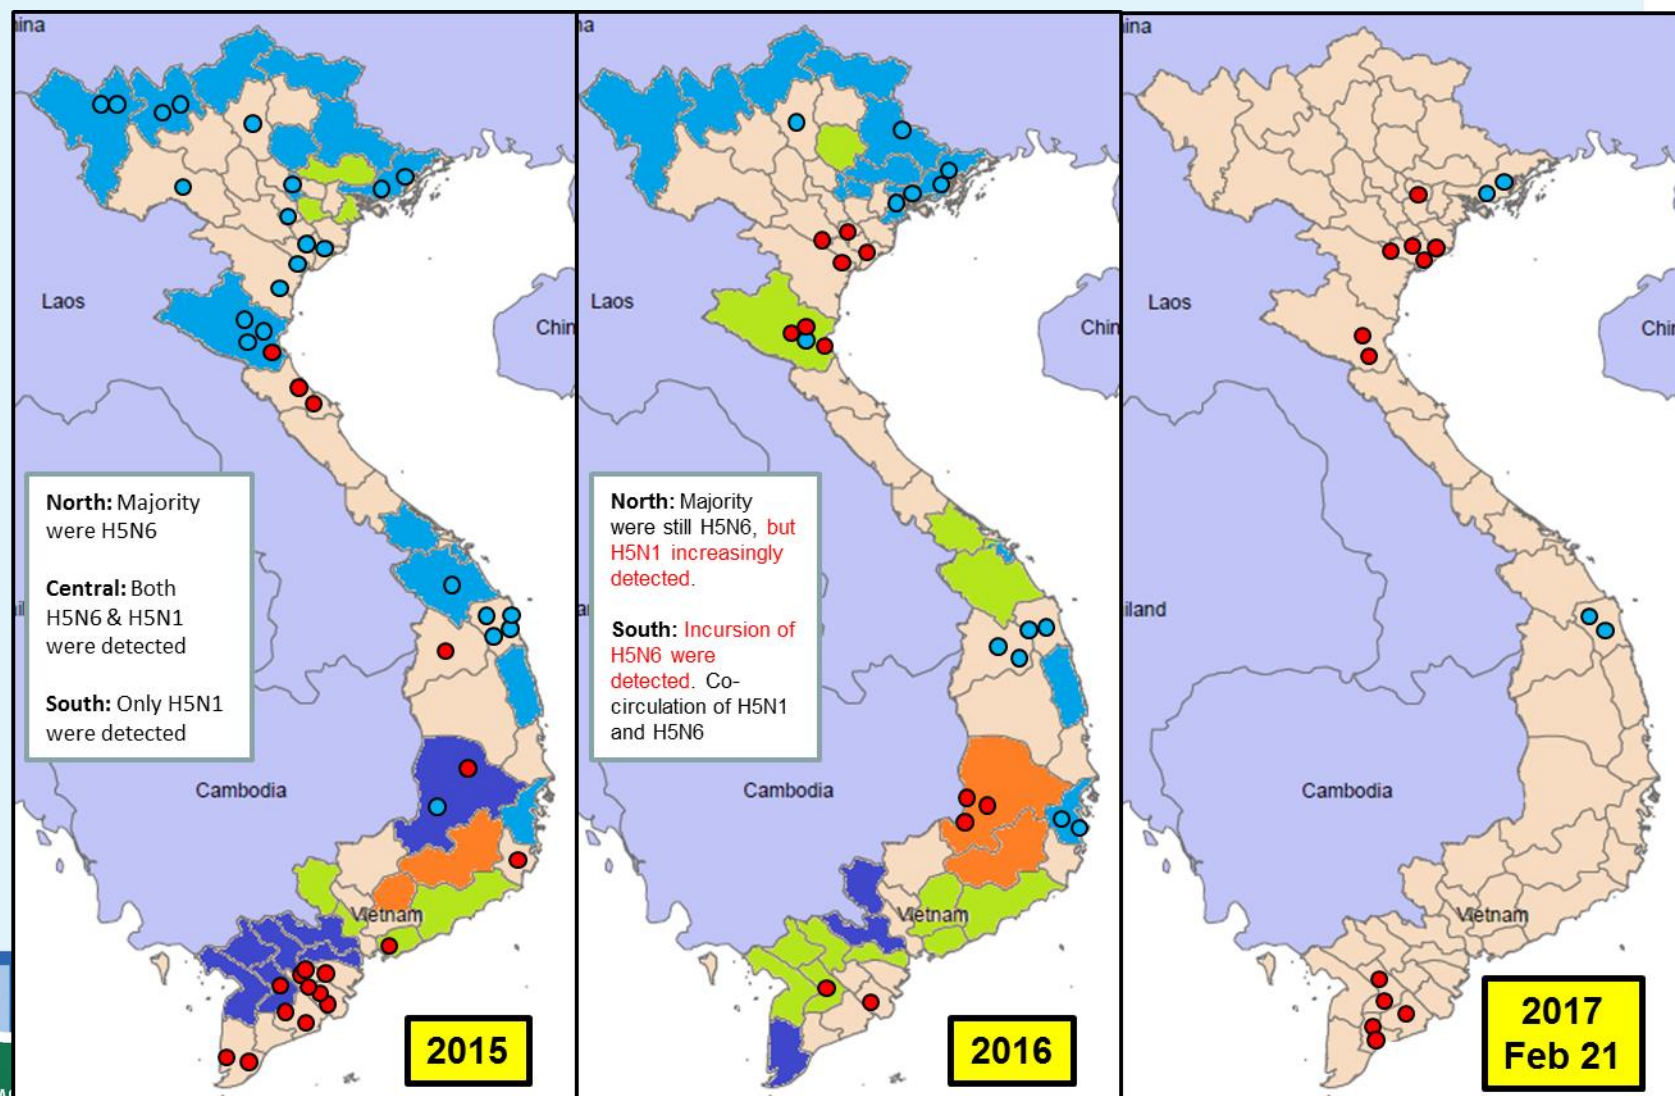 ina
Laos
Chin
North: Majority
were H5N6
Central: Both
H5N6 & H5N1
were detected
South: Only H5N1
were detected
Cambodia
Vietnam
2015
na
Laos
Chin
North: Majority
were still H5N6, but
H5N1 increasingly
detected.
South: Incursion of
H5N6 were
detected. Co-
circulation of H5N1
and H5N6
Cambodia
Vietnam
2016
ina
Laos
Chin
iland
Cambodia
Vietnam
2017
Feb 21